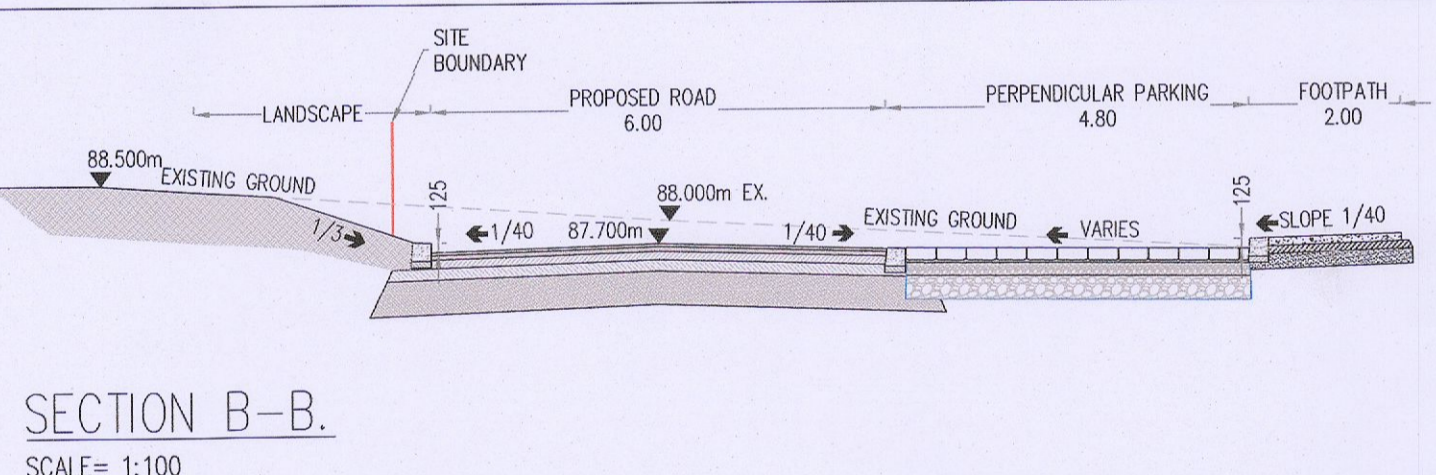 SITE
BOUNDARY
LANDSCAPE
PROPOSED ROAD
6.00
PERPENDICULAR PARKING
4.80
FOOTPATH
2.00
88.500m
EXISTING GROUND
125
88.000m EX.
125
1/3
1/40
87.700m
1/40
EXISTING GROUND
VARIES
SLOPE 1/40
SECTION B-B.
SCALE= 1:100